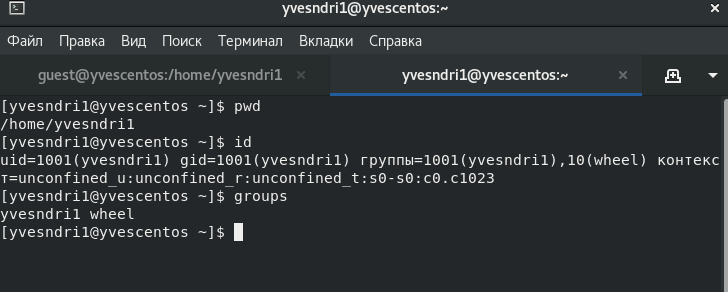 yvesndri1@yvescentos:~
Файл Правка Вид Поиск Терминал Вкладки Справка
guest@yvescentos:/home/yvesndri1 yvesndri1@yvescentos:~
[yvesndri1@yvescentos ~]$ pwd
/home/yvesndri1
[yvesndri1@yvescentos ~]$ id
uid=1001(yvesndri1) gid=1001(yvesndri1) группы=1001(yvesndri1),10(wheel) контекс
т=unconfined_u:unconfined_r:unconfined_t:s0-s0:c0.c1023
[yvesndri1@yvescentos ~]$ groups
yvesndri1 wheel
[yvesndri1@yvescentos ~]$